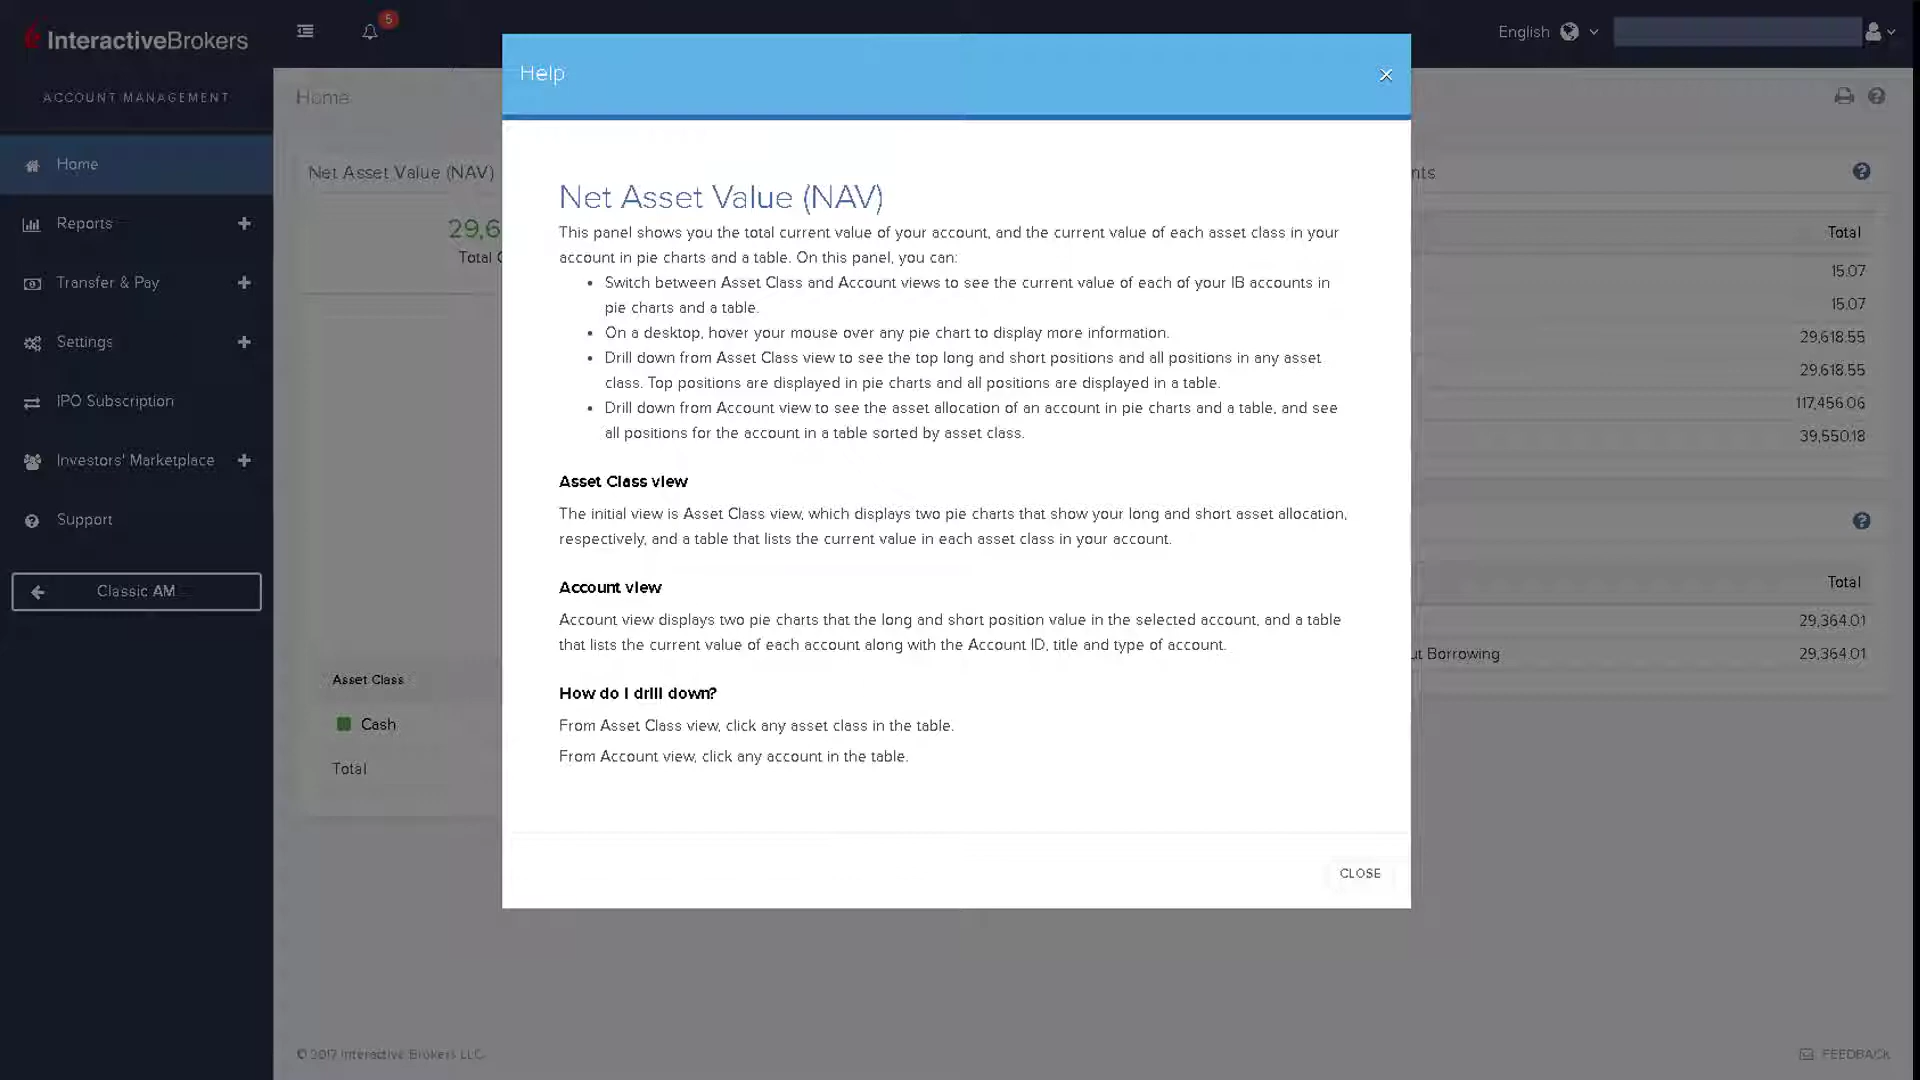 InteractiveBrokers
5
English
ACCOUNT MANAGEMENT
Home
Reports
Transfer & Pay
Settings
IPO Subscription
Investors' Marketplace
Support
Classic AM
Home
Net Asset Value (NAV)
29,6
Total
Asset Class
Cash
Total
Help
Net Asset Value (NAV)
This panel shows you the total current value of your account, and the current value of each asset class in your
account in pie charts and a table. On this panel, you can:
• Switch between Asset Class and Account views to see the current value of each of your IB accounts in
pie charts and a table.
• On a desktop, hover your mouse over any pie chart to display more information.
• Drill down from Asset Class view to see the top long and short positions and all positions in any asset
class. Top positions are displayed in pie charts and all positions are displayed in a table.
• Drill down from Account view to see the asset allocation of an account in pie charts and a table, and see
all positions for the account in a table sorted by asset class.
Asset Class view
The initial view is Asset Class view, which displays two pie charts that show your long and short asset allocation,
respectively, and a table that lists the current value in each asset class in your account.
Account view
Account view displays two pie charts that the long and short position value in the selected account, and a table
that lists the current value of each account along with the Account ID, title and type of account.
How do I drill down?
From Asset Class view, click any asset class in the table.
From Account view, click any account in the table.
CLOSE
nts
Total
15.07
15.07
29,618.55
29,618.55
117,456.06
39,550.18
Total
29,364.01
ut Borrowing 29,364.01
© 2017 Interactive Brokers LLC
FEEDBACK